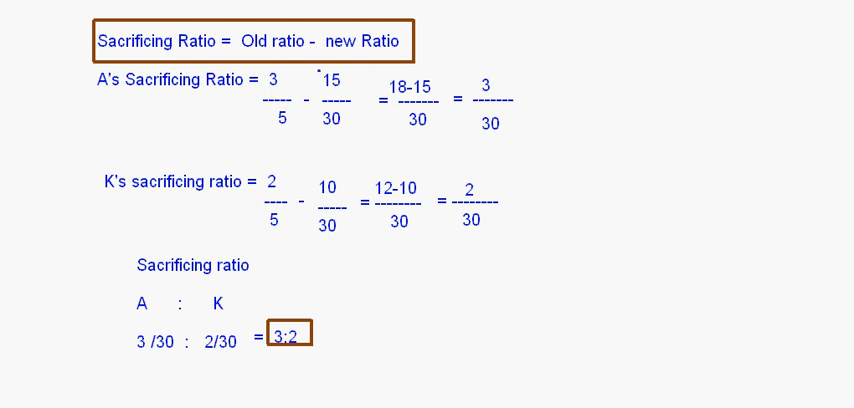 Sacrificing Ratio = Old ratio - new Ratio
A's Sacrificing Ratio = 3 15 18-15 3
----- - ----- = ------- = -------
5 30 30 30
K's sacrificing ratio = 2 10 12-10 2
---- - ----- = -------- = --------
5 30 30 30
Sacrificing ratio
A : K
3 /30 : 2/30 = 3:2